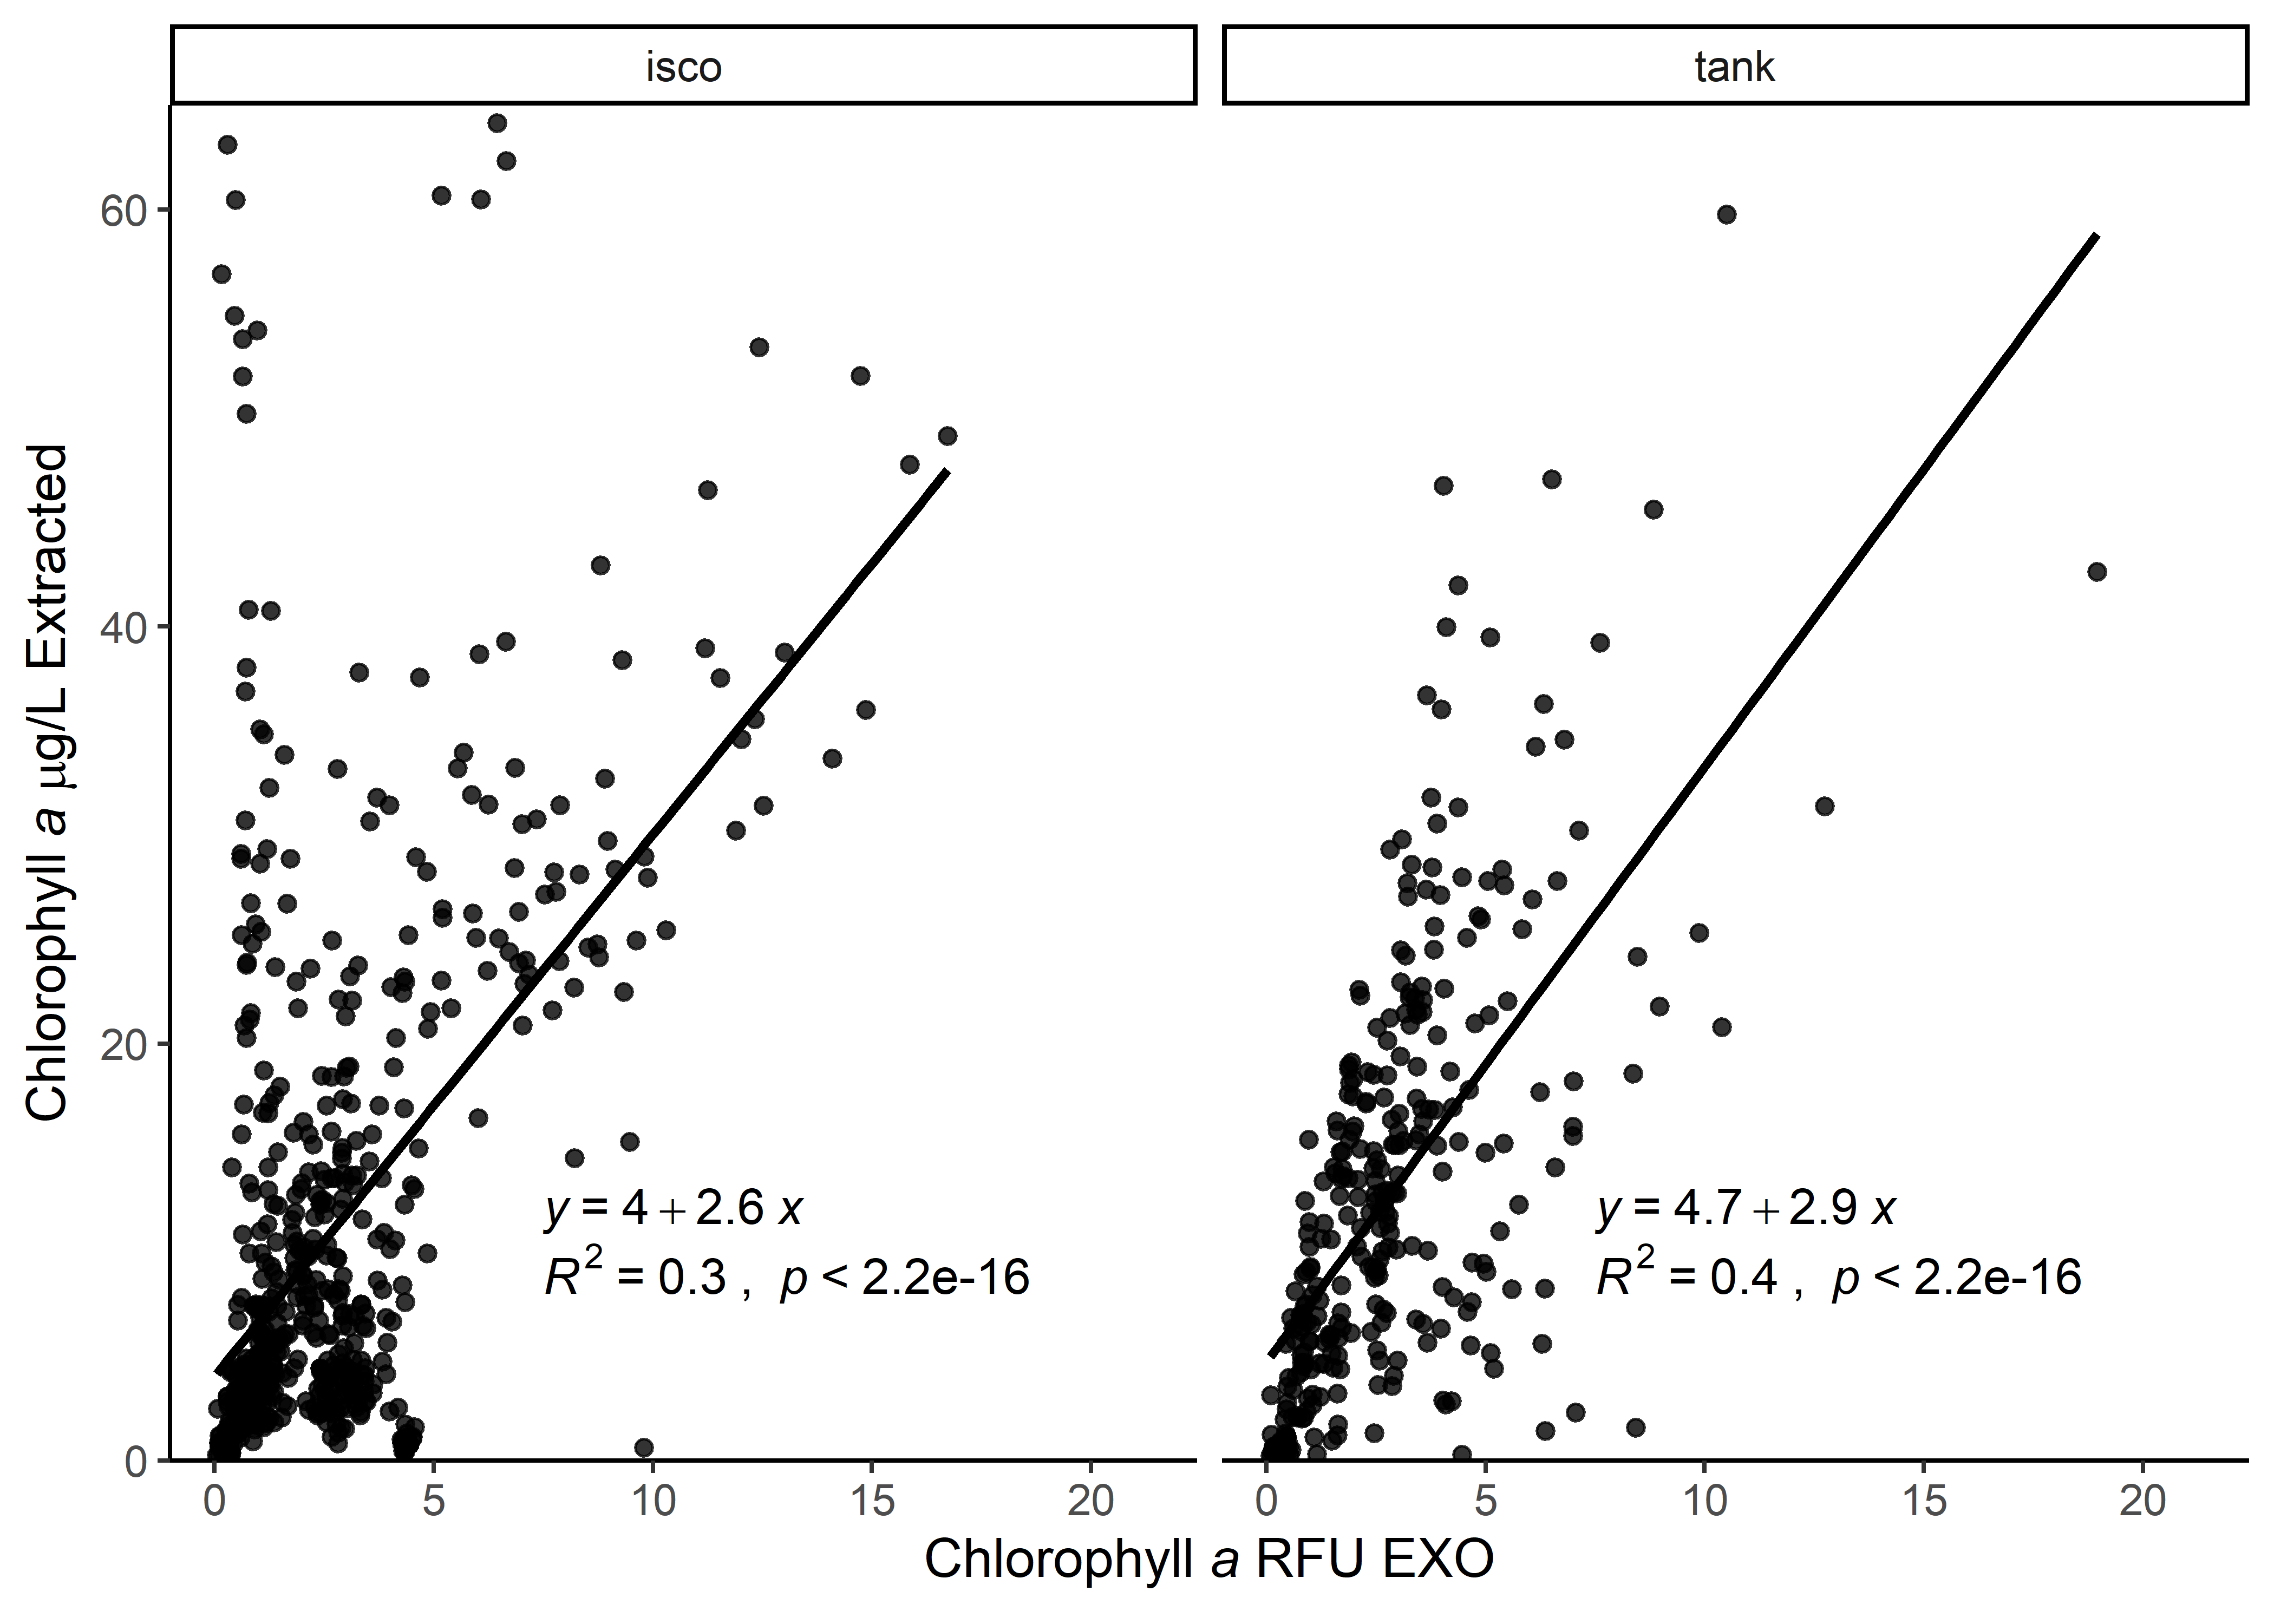 isco
tank
Chlorophyll a μg/L Extracted
60
40
20
0
y = 4 + 2.6 x
R² = 0.3 , p < 2.2e-16
y = 4.7 + 2.9 x
R² = 0.4 , p < 2.2e-16
0 5 10 15 20
0 5 10 15 20
Chlorophyll a RFU EXO